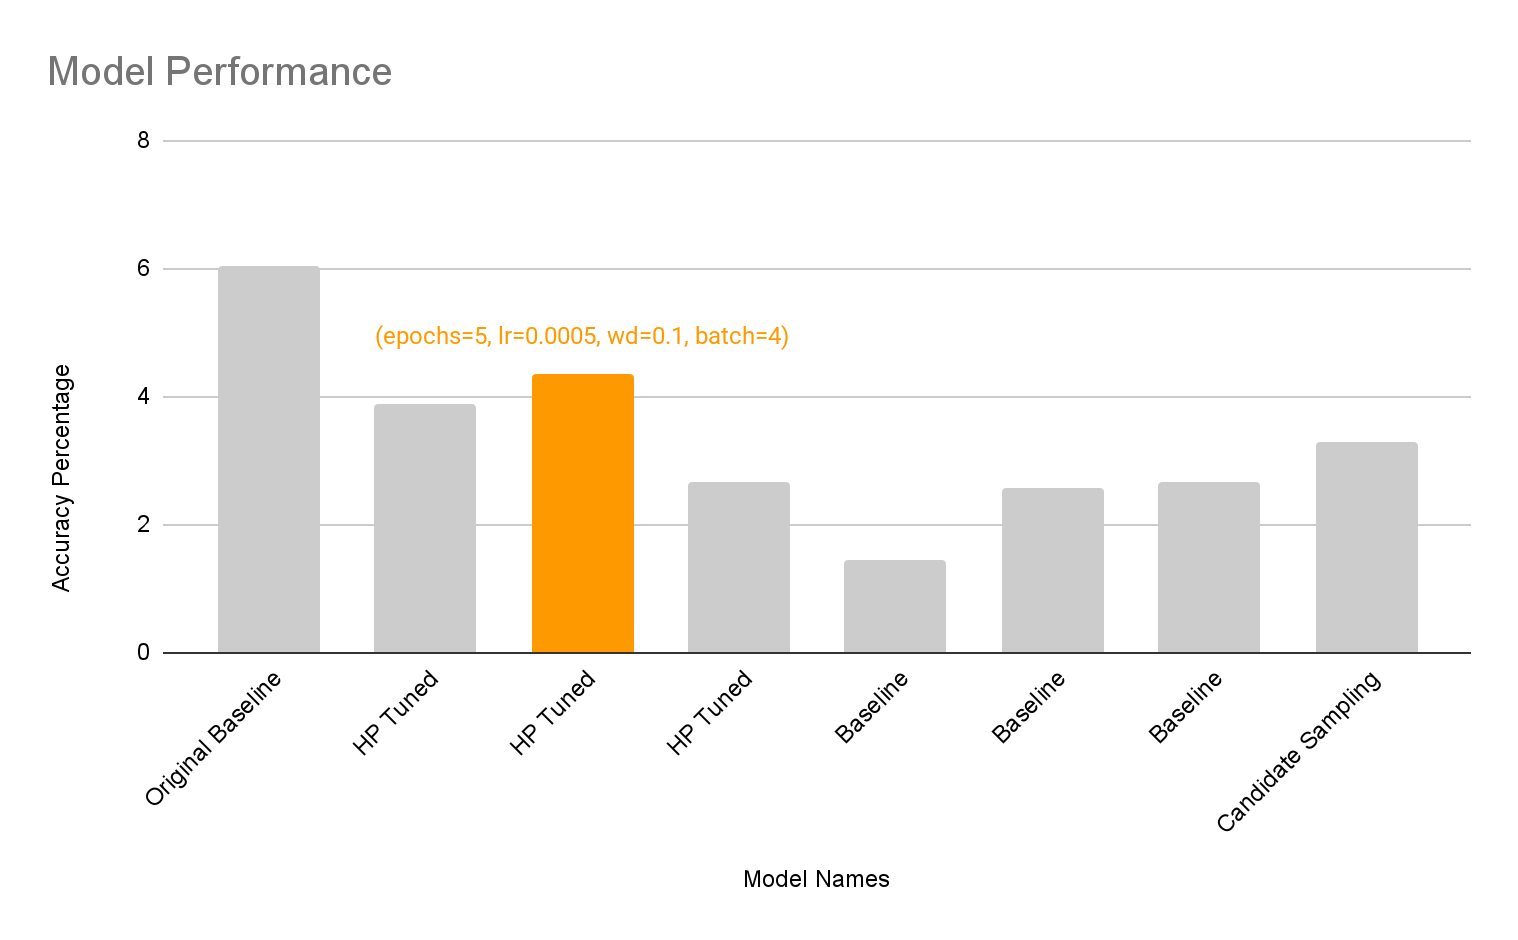 Model Performance
8
6
4
2
0
Accuracy Percentage
(epochs=5, lr=0.0005, wd=0.1, batch=4)
Original Baseline
HP Tuned
HP Tuned
HP Tuned
Baseline
Baseline
Baseline
Candidate Sampling
Model Names